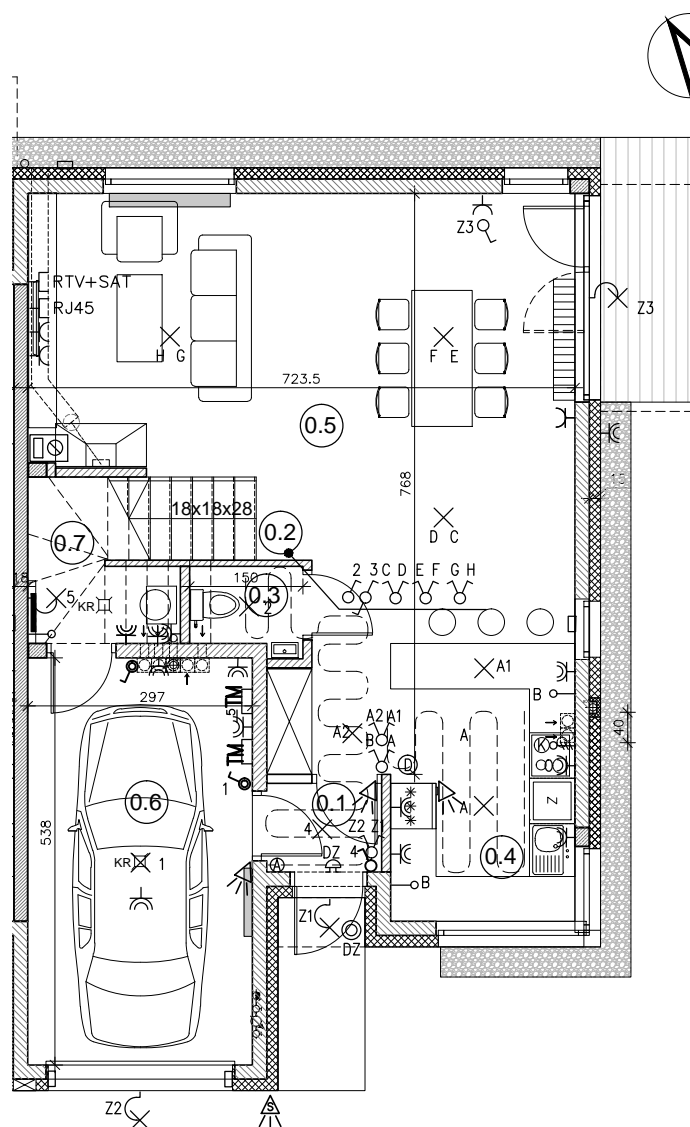 Z3
RTV+SAT
Z3
RJ45
H G
F E
723.5
0.5
768
15
18x18x28
D C
0.2
0.7
18
150
2 3 C D E F G H
5
KR
0.3
2
A1
297
TM
B
A2 A1
40
A2
B A
A
D
K
TM
1
0.6
0.1
A
Z
538
4
Z2 Z1
KR 1
DZ
4
0.4
A
B
Z1
DZ
Z2
S